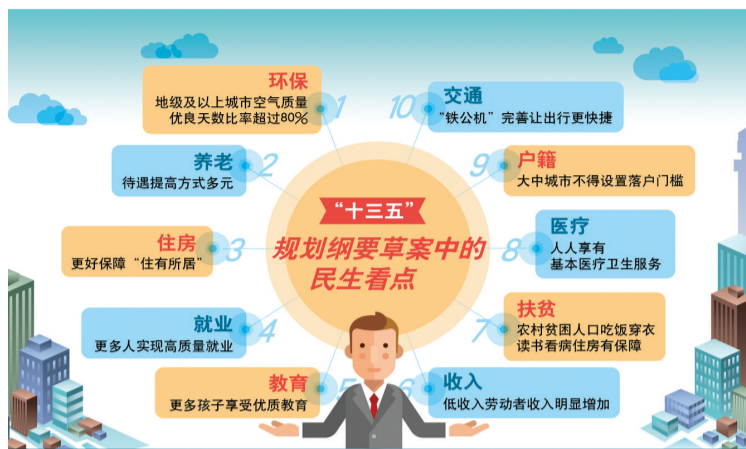 “十三五”
规划纲要草案中的
民生看点
1
环保
地级及以上城市空气质量
优良天数比率超过80%
2
养老
待遇提高方式多元
3
住房
更好保障“住有所居”
4
就业
更多人实现高质量就业
5
教育
更多孩子享受优质教育
6
收入
低收入劳动者收入明显增加
7
扶贫
农村贫困人口吃饭穿衣
读书看病住房有保障
8
医疗
人人享有
基本医疗卫生服务
9
户籍
大中城市不得设置落户门槛
10
交通
“铁公机”完善让出行更快捷